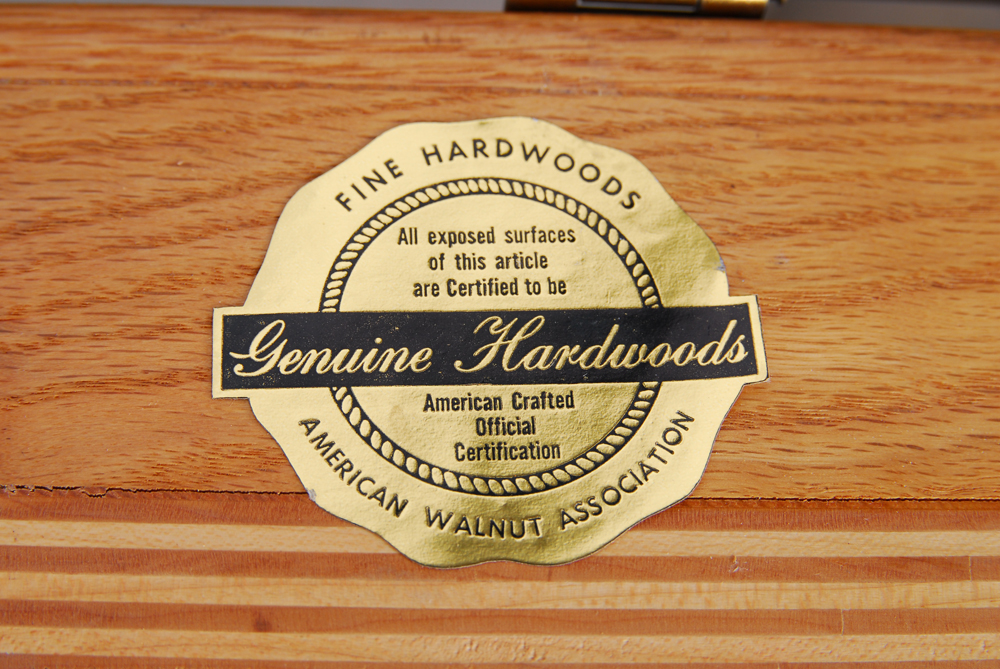 FINE HARDWOODS
All exposed surfaces
of this article
are Certified to be
Genuine Hardwoods
American Crafted
Official
Certification
AMERICAN WALNUT ASSOCIATION